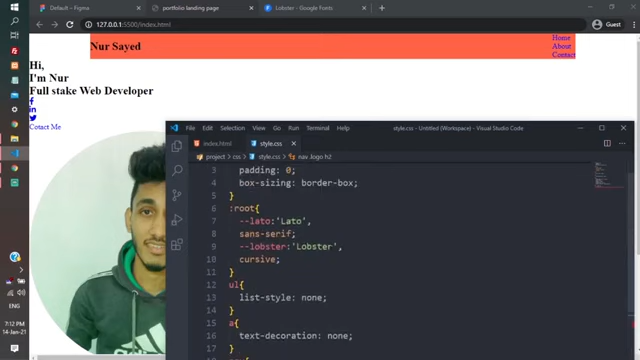 Default – Figma
portfolio landing page
Lobster - Google Fonts
127.0.0.1:5500/index.html
Guest
Nur Sayed
Home
About
Contact
Hi,
I'm Nur
Full stake Web Developer
Cotact Me
File Edit Selection View Go Run Terminal Help
style.css - Untitled (Workspace) - Visual Studio Code
index.html
style.css
project > css > style.css > nav .logo h2
3 padding: 0;
4 box-sizing: border-box;
5 }
6 :root{
7 --lato:'Lato',
8 sans-serif;
9 --lobster:'Lobster',
10 cursive;
11 }
12 ul{
13 list-style: none;
14 }
15 a{
16 text-decoration: none;
17 }
ENG
7:12 PM
14-Jan-21